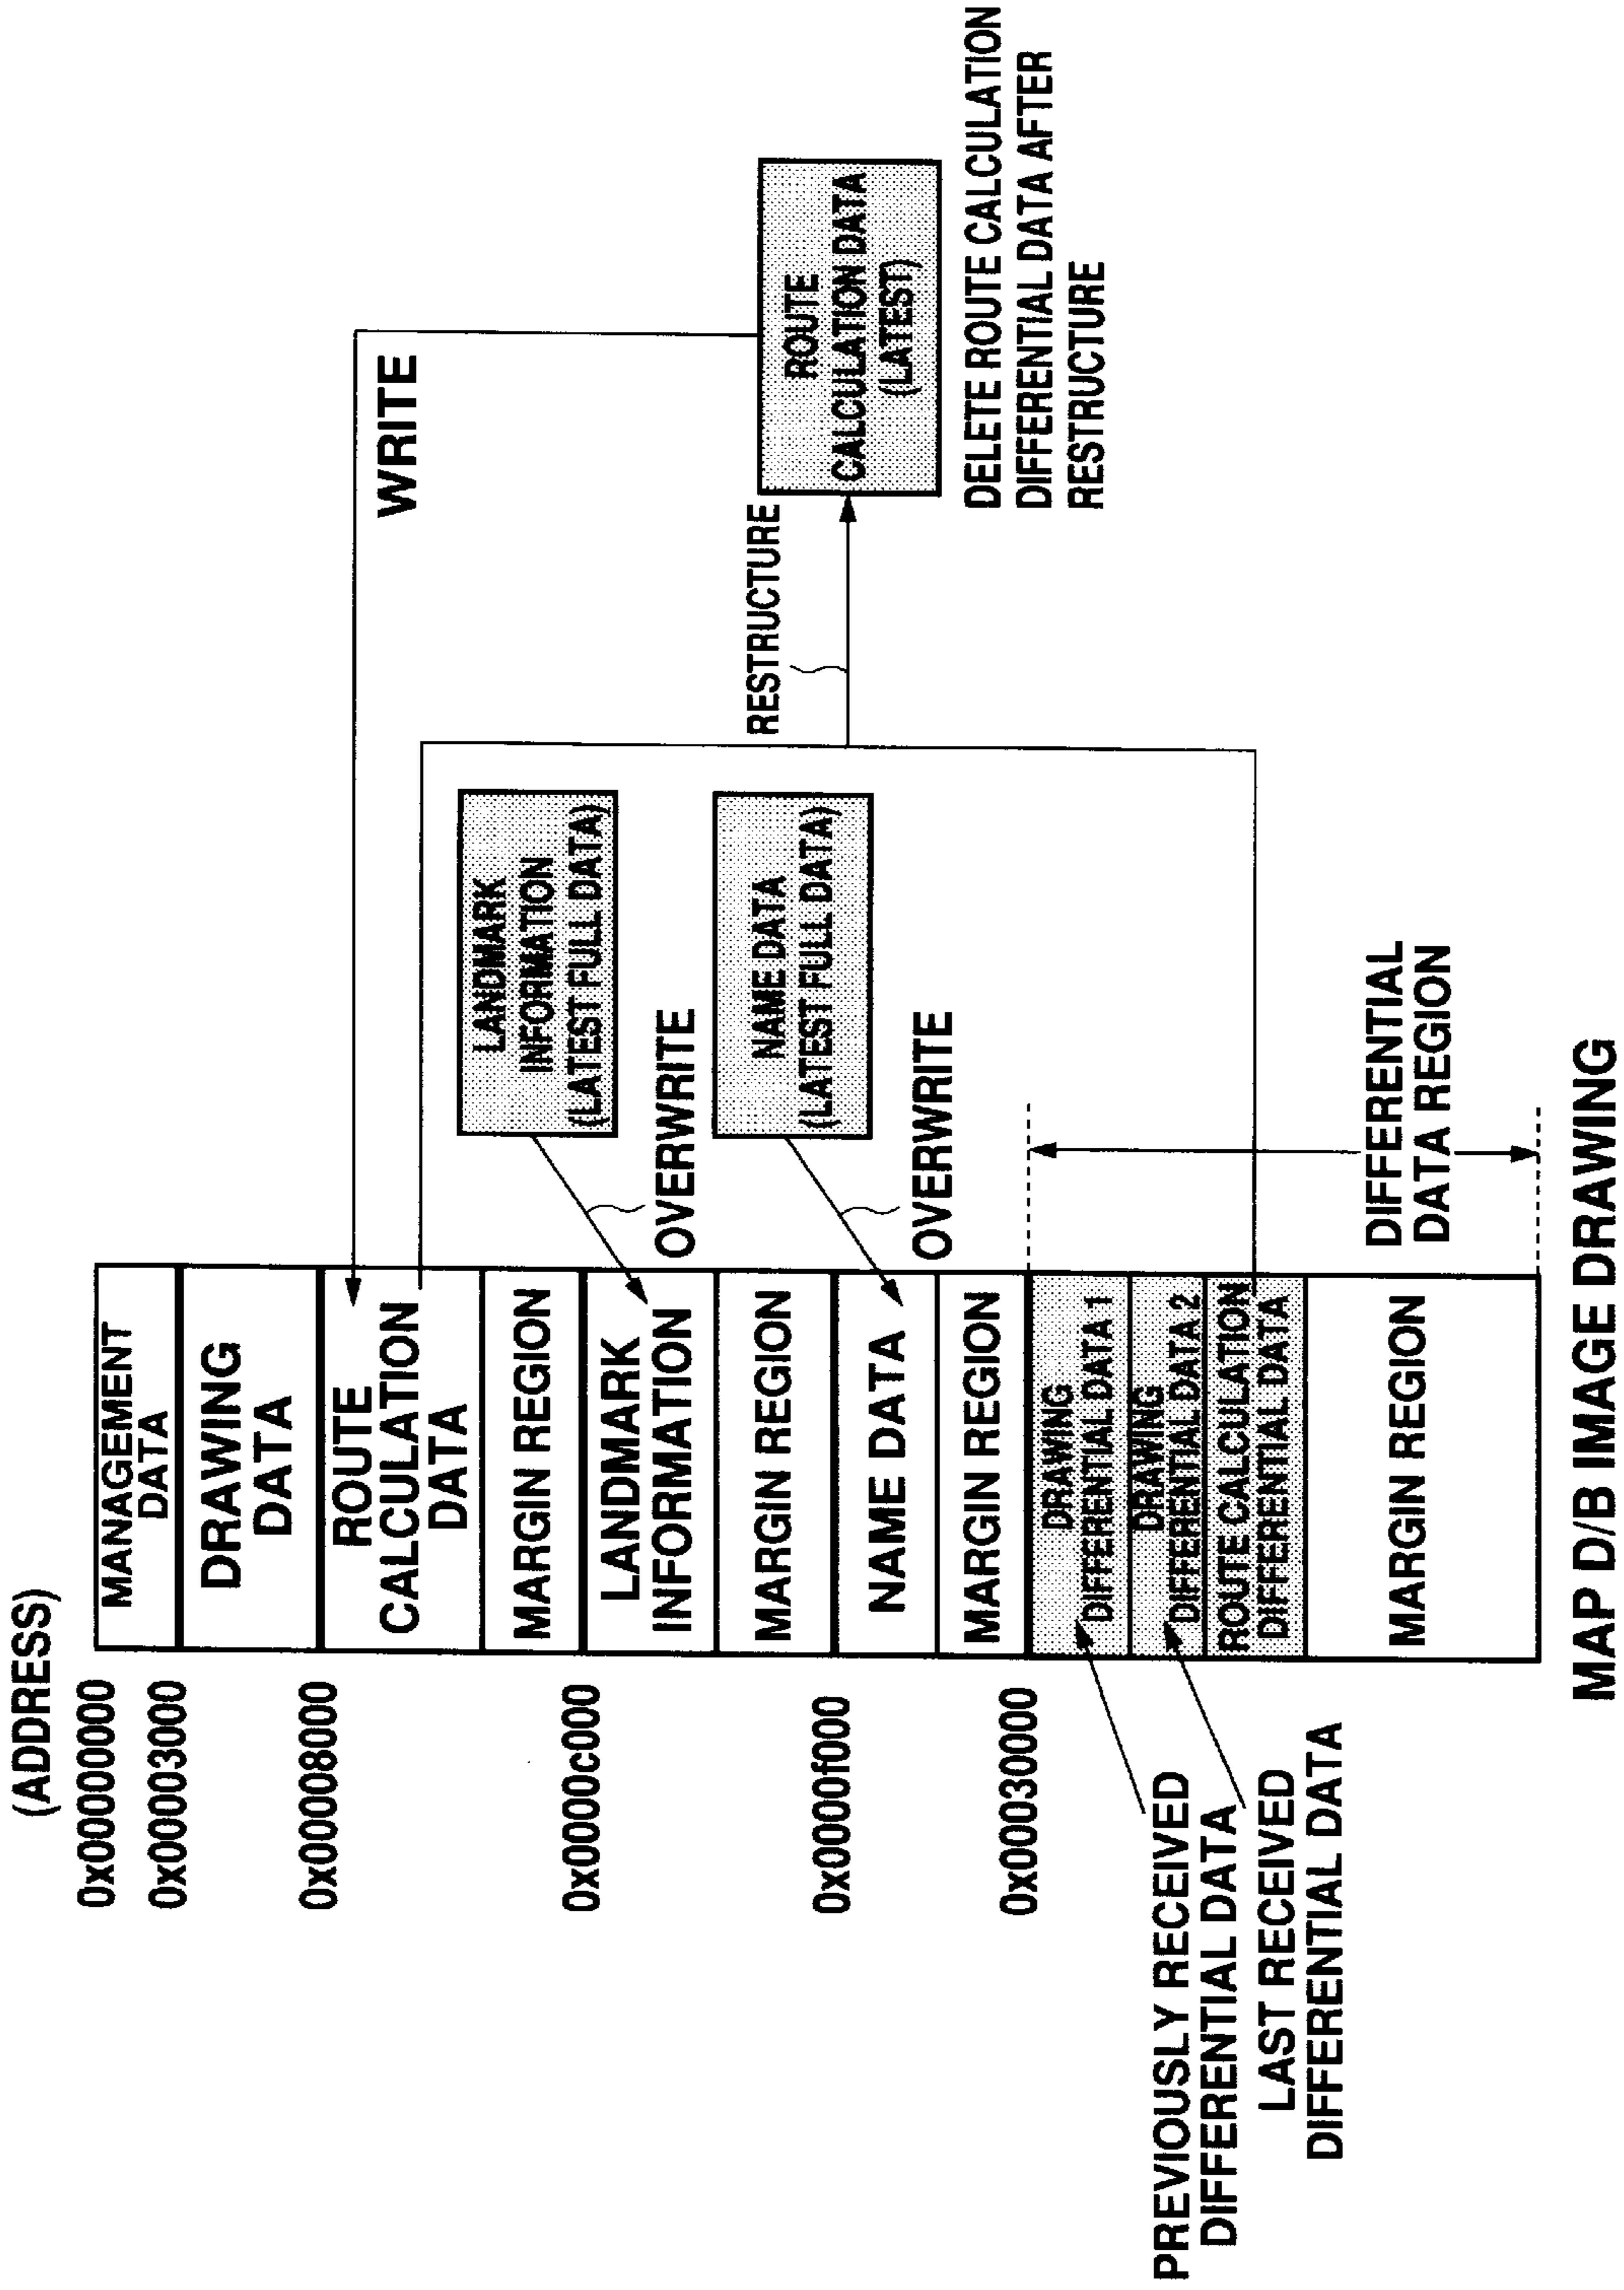 (ADDRESS)
0x00000000
0x00003000
0x00008000
0x0000c000
0x0000f000
0x00030000
MANAGEMENT
DATA
DRAWING
DATA
ROUTE
CALCULATION
DATA
MARGIN REGION
LANDMARK
INFORMATION
MARGIN REGION
NAME DATA
MARGIN REGION
DRAWING
DIFFERENTIAL DATA 1
DRAWING
DIFFERENTIAL DATA 2
ROUTE CALCULATION
DIFFERENTIAL DATA
MARGIN REGION
PREVIOUSLY RECEIVED
DIFFERENTIAL DATA
LAST RECEIVED
DIFFERENTIAL DATA
WRITE
LANDMARK
INFORMATION
(LATEST FULL DATA)
OVERWRITE
NAME DATA
(LATEST FULL DATA)
OVERWRITE
RESTRUCTURE
ROUTE
CALCULATION DATA
(LATEST)
DELETE ROUTE CALCULATION
DIFFERENTIAL DATA AFTER
RESTRUCTURE
DIFFERENTIAL
DATA REGION
MAP D/B IMAGE DRAWING